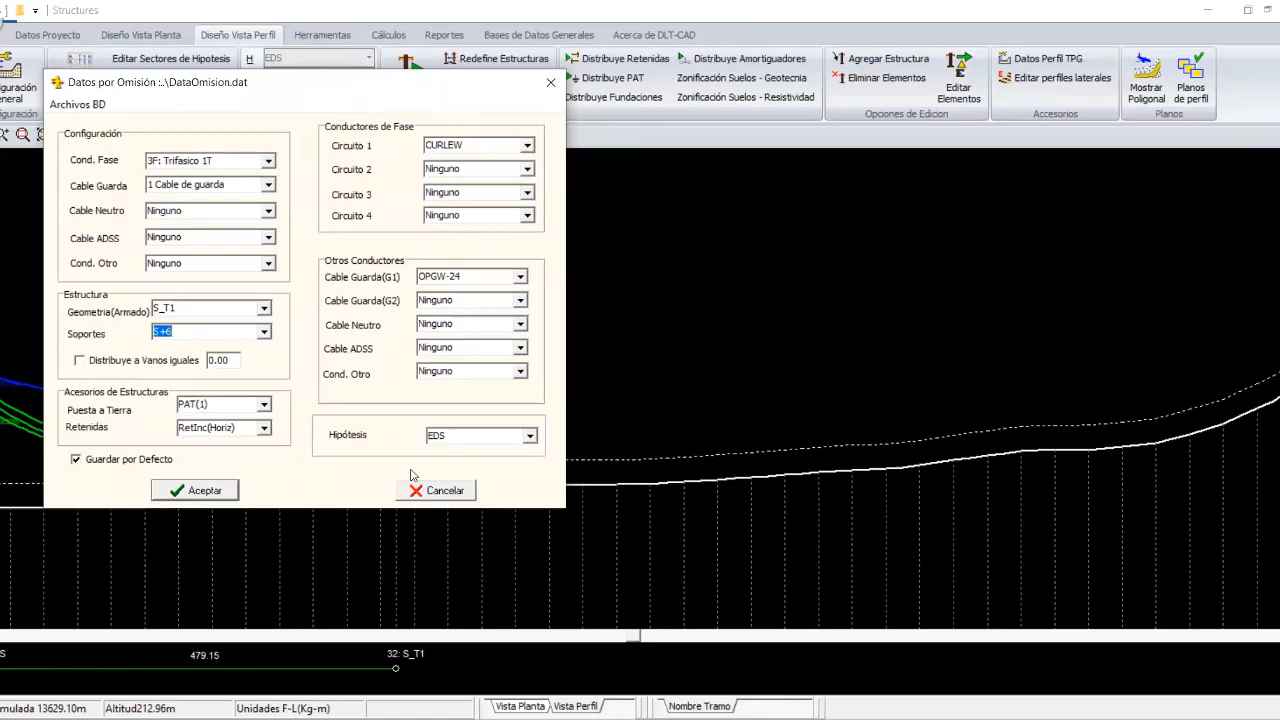 Structures
Datos Proyecto
Diseño Vista Planta
Diseño Vista Perfil
Herramientas
Cálculos
Reportes
Bases de Datos Generales
Acerca de DLT-CAD
Editar Sectores de Hipotesis
H
EDS
Redefine Estructuras
Distribuye Retenidas
Distribuye Amortiguadores
Distribuye PAT
Zonificación Suelos - Geotecnia
Distribuye Fundaciones
Zonificación Suelos - Resistividad
Agregar Estructura
Eliminar Elementos
Editar
Elementos
Opciones de Edicion
Datos Perfil TPG
Editar perfiles laterales
Accesorios
Mostrar
Poligonal
Planos
de perfil
Planos
Datos por Omisión :..\DataOmision.dat
Archivos BD
Configuración
Cond. Fase
3F: Trifasico 1T
Cable Guarda
1 Cable de guarda
Cable Neutro
Ninguno
Cable ADSS
Ninguno
Cond. Otro
Ninguno
Estructura
Geometria(Armado)
S_T1
Soportes
S+6
Distribuye a Vanos iguales
0.00
Acesorios de Estructuras
Puesta a Tierra
PAT(1)
Retenidas
RetInc(Horiz)
Guardar por Defecto
Aceptar
Conductores de Fase
Circuito 1
CURLEW
Circuito 2
Ninguno
Circuito 3
Ninguno
Circuito 4
Ninguno
Otros Conductores
Cable Guarda(G1)
OPGW-24
Cable Guarda(G2)
Ninguno
Cable Neutro
Ninguno
Cable ADSS
Ninguno
Cond. Otro
Ninguno
Hipótesis
EDS
Cancelar
S
479.15
32: S_T1
mulada 13629.10m
Altitud212.96m
Unidades F-L(Kg-m)
Vista Planta
Vista Perfil
Nombre Tramo